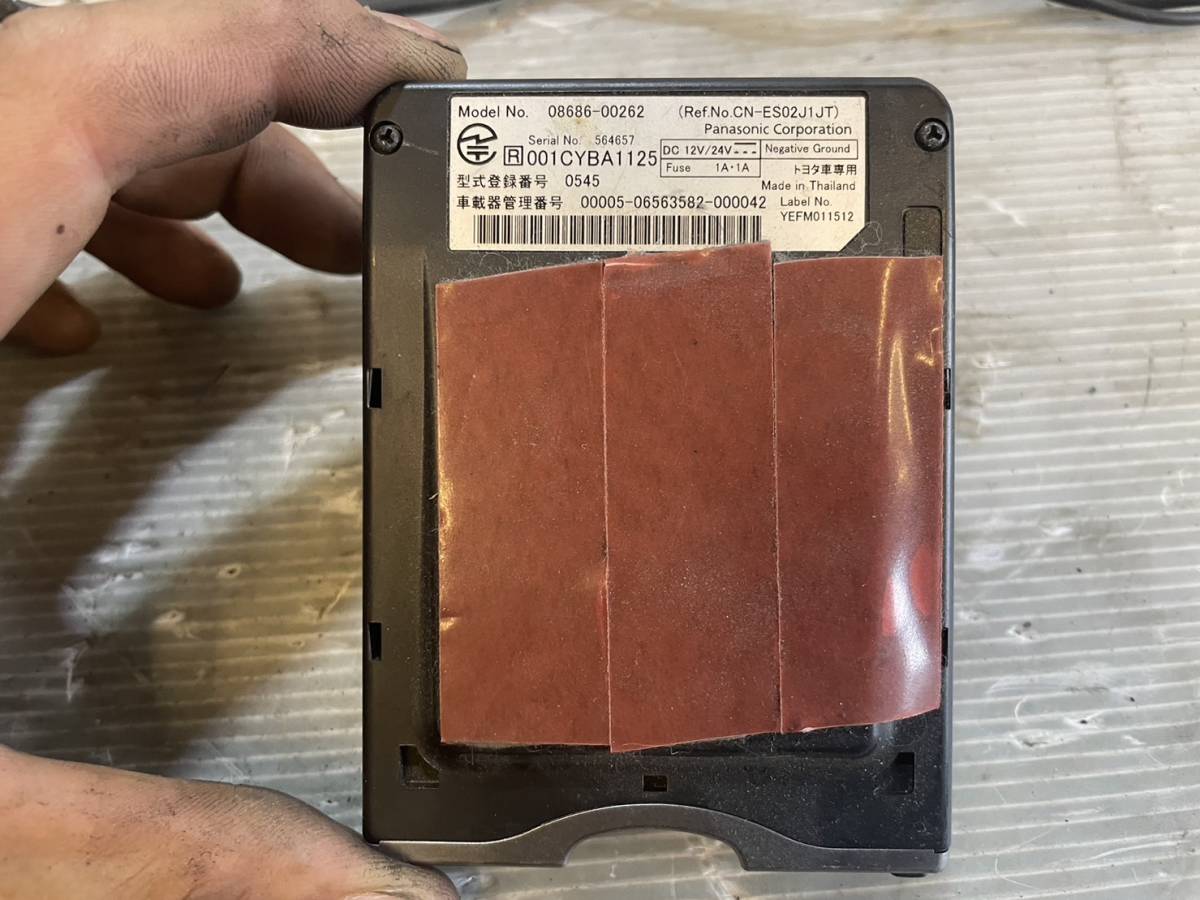 Model No. 08686-00262 (Ref.No.CN-ES02J1JT)
Panasonic Corporation
Serial No. 564657
R 001CYBA1125
DC 12V/24V Negative Ground
Fuse 1A・1A
トヨタ車専用
型式登録番号 0545
Made in Thailand
車載器管理番号 00005-06563582-000042
Label No.
YEFM011512